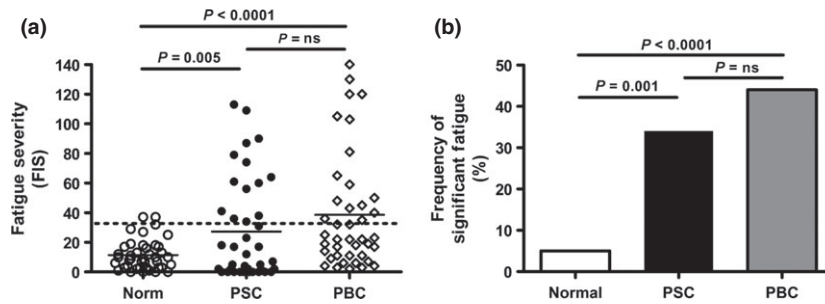 (a)
P < 0.0001
P = ns
P = 0.005
Fatigue severity
(FIS)
140
120
100
80
60
40
20
0
Norm
PSC
PBC
(b)
P < 0.0001
P = ns
P = 0.001
Frequency of
significant fatigue
(%)
50
40
30
20
10
0
Normal
PSC
PBC